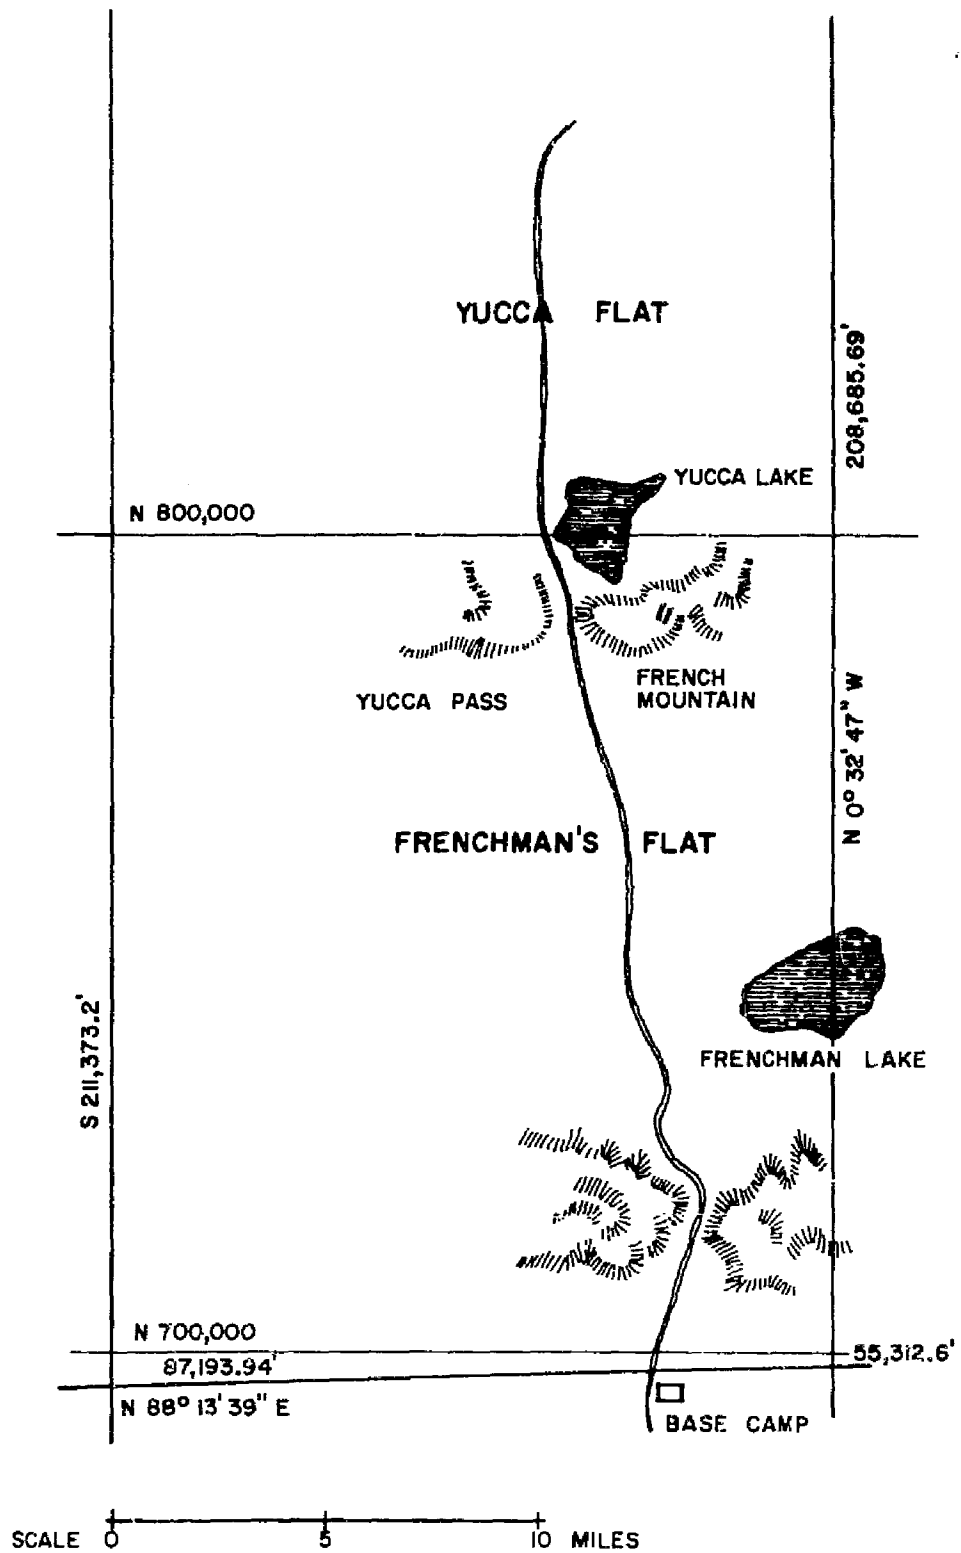 YUCCA FLAT
208,685.69'
YUCCA LAKE
N 800,000
FRENCH
MOUNTAIN
YUCCA PASS
N 0° 32' 47" W
FRENCHMAN'S FLAT
S 211,373.2'
FRENCHMAN LAKE
N 700,000
87,193.94'
55,312.6'
N 88° 13' 39" E
BASE CAMP
SCALE 0 5 10 MILES